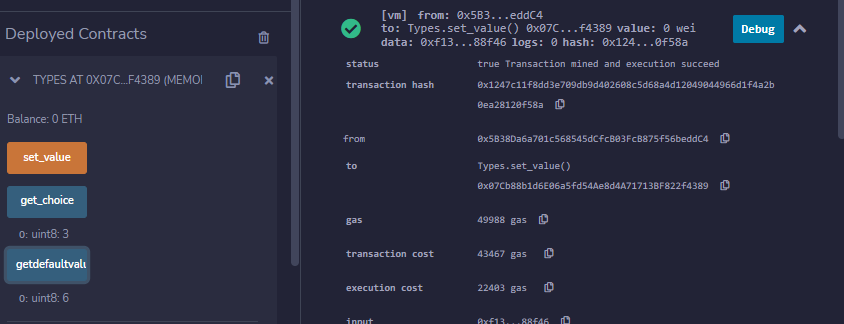 Deployed Contracts
TYPES AT 0X07C...F4389 (MEMOI
Balance: 0 ETH
set_value
get_choice
0: uint8: 3
getdefaultvalu
0: uint8: 6
[vm] from: 0x5B3...eddC4
to: Types.set_value() 0x07C...f4389 value: 0 wei
data: 0xf13...88f46 logs: 0 hash: 0x124...0f58a
Debug
status true Transaction mined and execution succeed
transaction hash 0x1247c11f8dd3e709db9d402608c5d68a4d12049044966d1f4a2b
0ea28120f58a
from 0x5B38Da6a701c568545dCfcB03FcB875f56beddC4
to Types.set_value()
0x07Cb88b1d6E06a5fd54Ae8d4A71713BF822f4389
gas 49988 gas
transaction cost 43467 gas
execution cost 22403 gas
input 0xf13...88f46